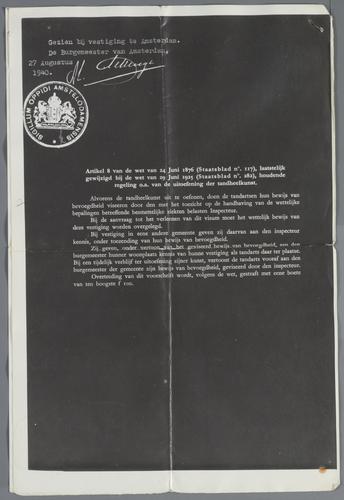 Gezien bij vestiging te Amsterdam.
De Burgemeester van Amsterdam,
27 Augustus
1940.
SIGILLUM OPPIDI AMSTELODAMENSIS
Artikel 8 van de wet van 24 Juni 1876 (Staatsblad n°. 117), laatstelijk
gewijzigd bij de wet van 29 Juni 1925 (Staatsblad n°. 282), houdende
regeling o.a. van de uitoefening der tandheelkunst.
Alvorens de tandheelkunst uit te oefenen, doen de tandartsen hun bewijs van
bevoegdheid viseeren door den met het toezicht op de handhaving van de wettelijke
bepalingen betreffende besmettelijke ziekten belasten inspecteur.
Bij de aanvraag tot het verleenen van dit visum moet het wettelijk bewijs van
deze vestiging worden overgelegd.
Bij vestiging in eene andere gemeente geven zij daarvan aan den inspecteur
kennis, onder toezending van hun bewijs van bevoegdheid.
Zij geven, onder vertoon van het geviseerd bewijs van bevoegdheid, aan den
burgemeester hunner woonplaats kennis van hunne vestiging als tandarts daar ter plaatse.
Bij een tijdelijk verblijf ter uitoefening zijner kunst, vertoont de tandarts vooraf aan den
burgemeester der gemeente zijn bewijs van bevoegdheid, geviseerd door den inspecteur.
Overtreding van dit voorschrift wordt, volgens de wet, gestraft met eene boete
van ten hoogste f 100.